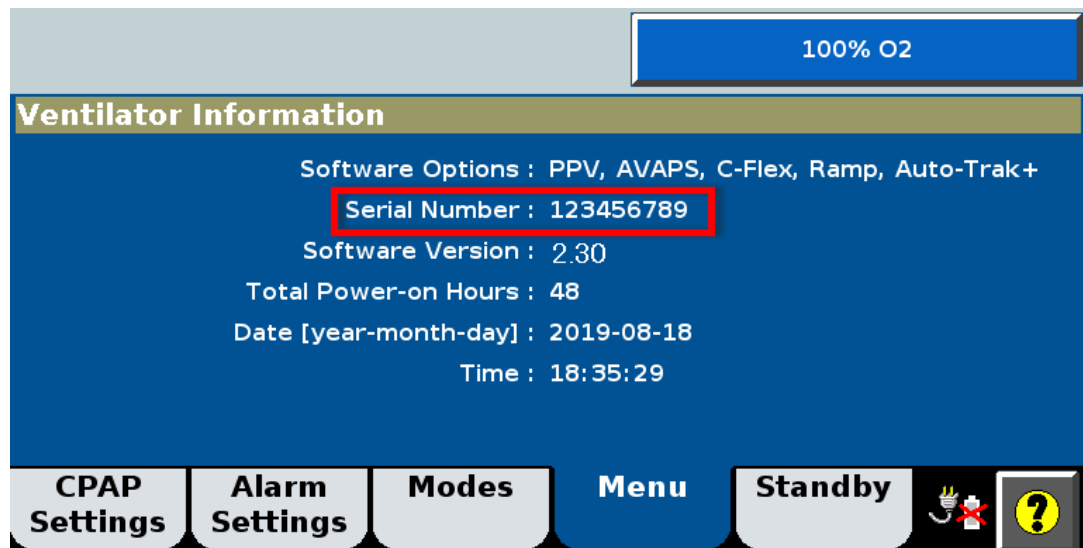 100% O2
Ventilator Information
Software Options : PPV, AVAPS, C-Flex, Ramp, Auto-Trak+
Serial Number : 123456789
Software Version : 2.30
Total Power-on Hours : 48
Date [year-month-day] : 2019-08-18
Time : 18:35:29
CPAP Settings
Alarm Settings
Modes
Menu
Standby
?